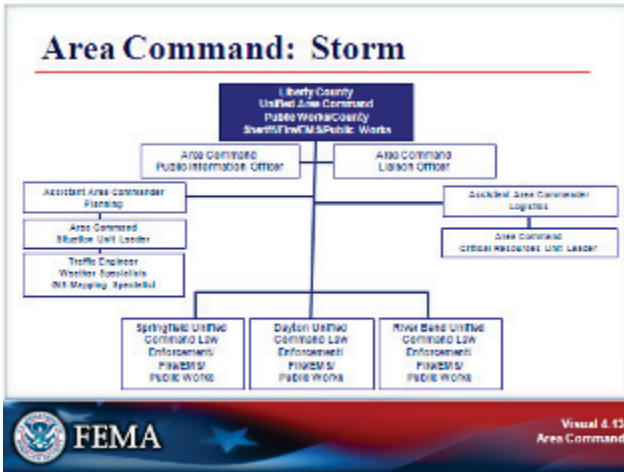 Area Command: Storm
Liberty County
Unified Area Command
Public Works/County
Sheriff/Fire/EMS/Public Works
Area Command
Public Information Officer
Area Command
Liaison Officer
Assistant Area Commander
Planning
Assistant Area Commander
Logistics
Area Command
Situation Unit Leader
Area Command
Critical Resources Unit Leader
Traffic Engineer
Weather Specialists
GIS Mapping Specialist
Springfield Unified
Command Law
Enforcement/
Fire/EMS/
Public Works
Dayton Unified
Command Law
Enforcement/
Fire/EMS/
Public Works
River Bend Unified
Command Law
Enforcement/
Fire/EMS/
Public Works
FEMA
Visual 4.13
Area Command